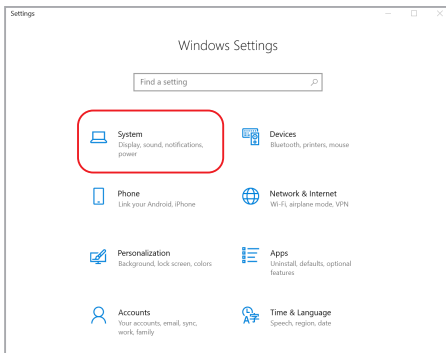 Settings
Windows Settings
Find a setting
System
Display, sound, notifications,
power
Devices
Bluetooth, printers, mouse
Phone
Link your Android, iPhone
Network & Internet
Wi-Fi, airplane mode, VPN
Personalization
Background, lock screen, colors
Apps
Uninstall, defaults, optional
features
Accounts
Your accounts, email, sync,
work, family
Time & Language
Speech, region, date